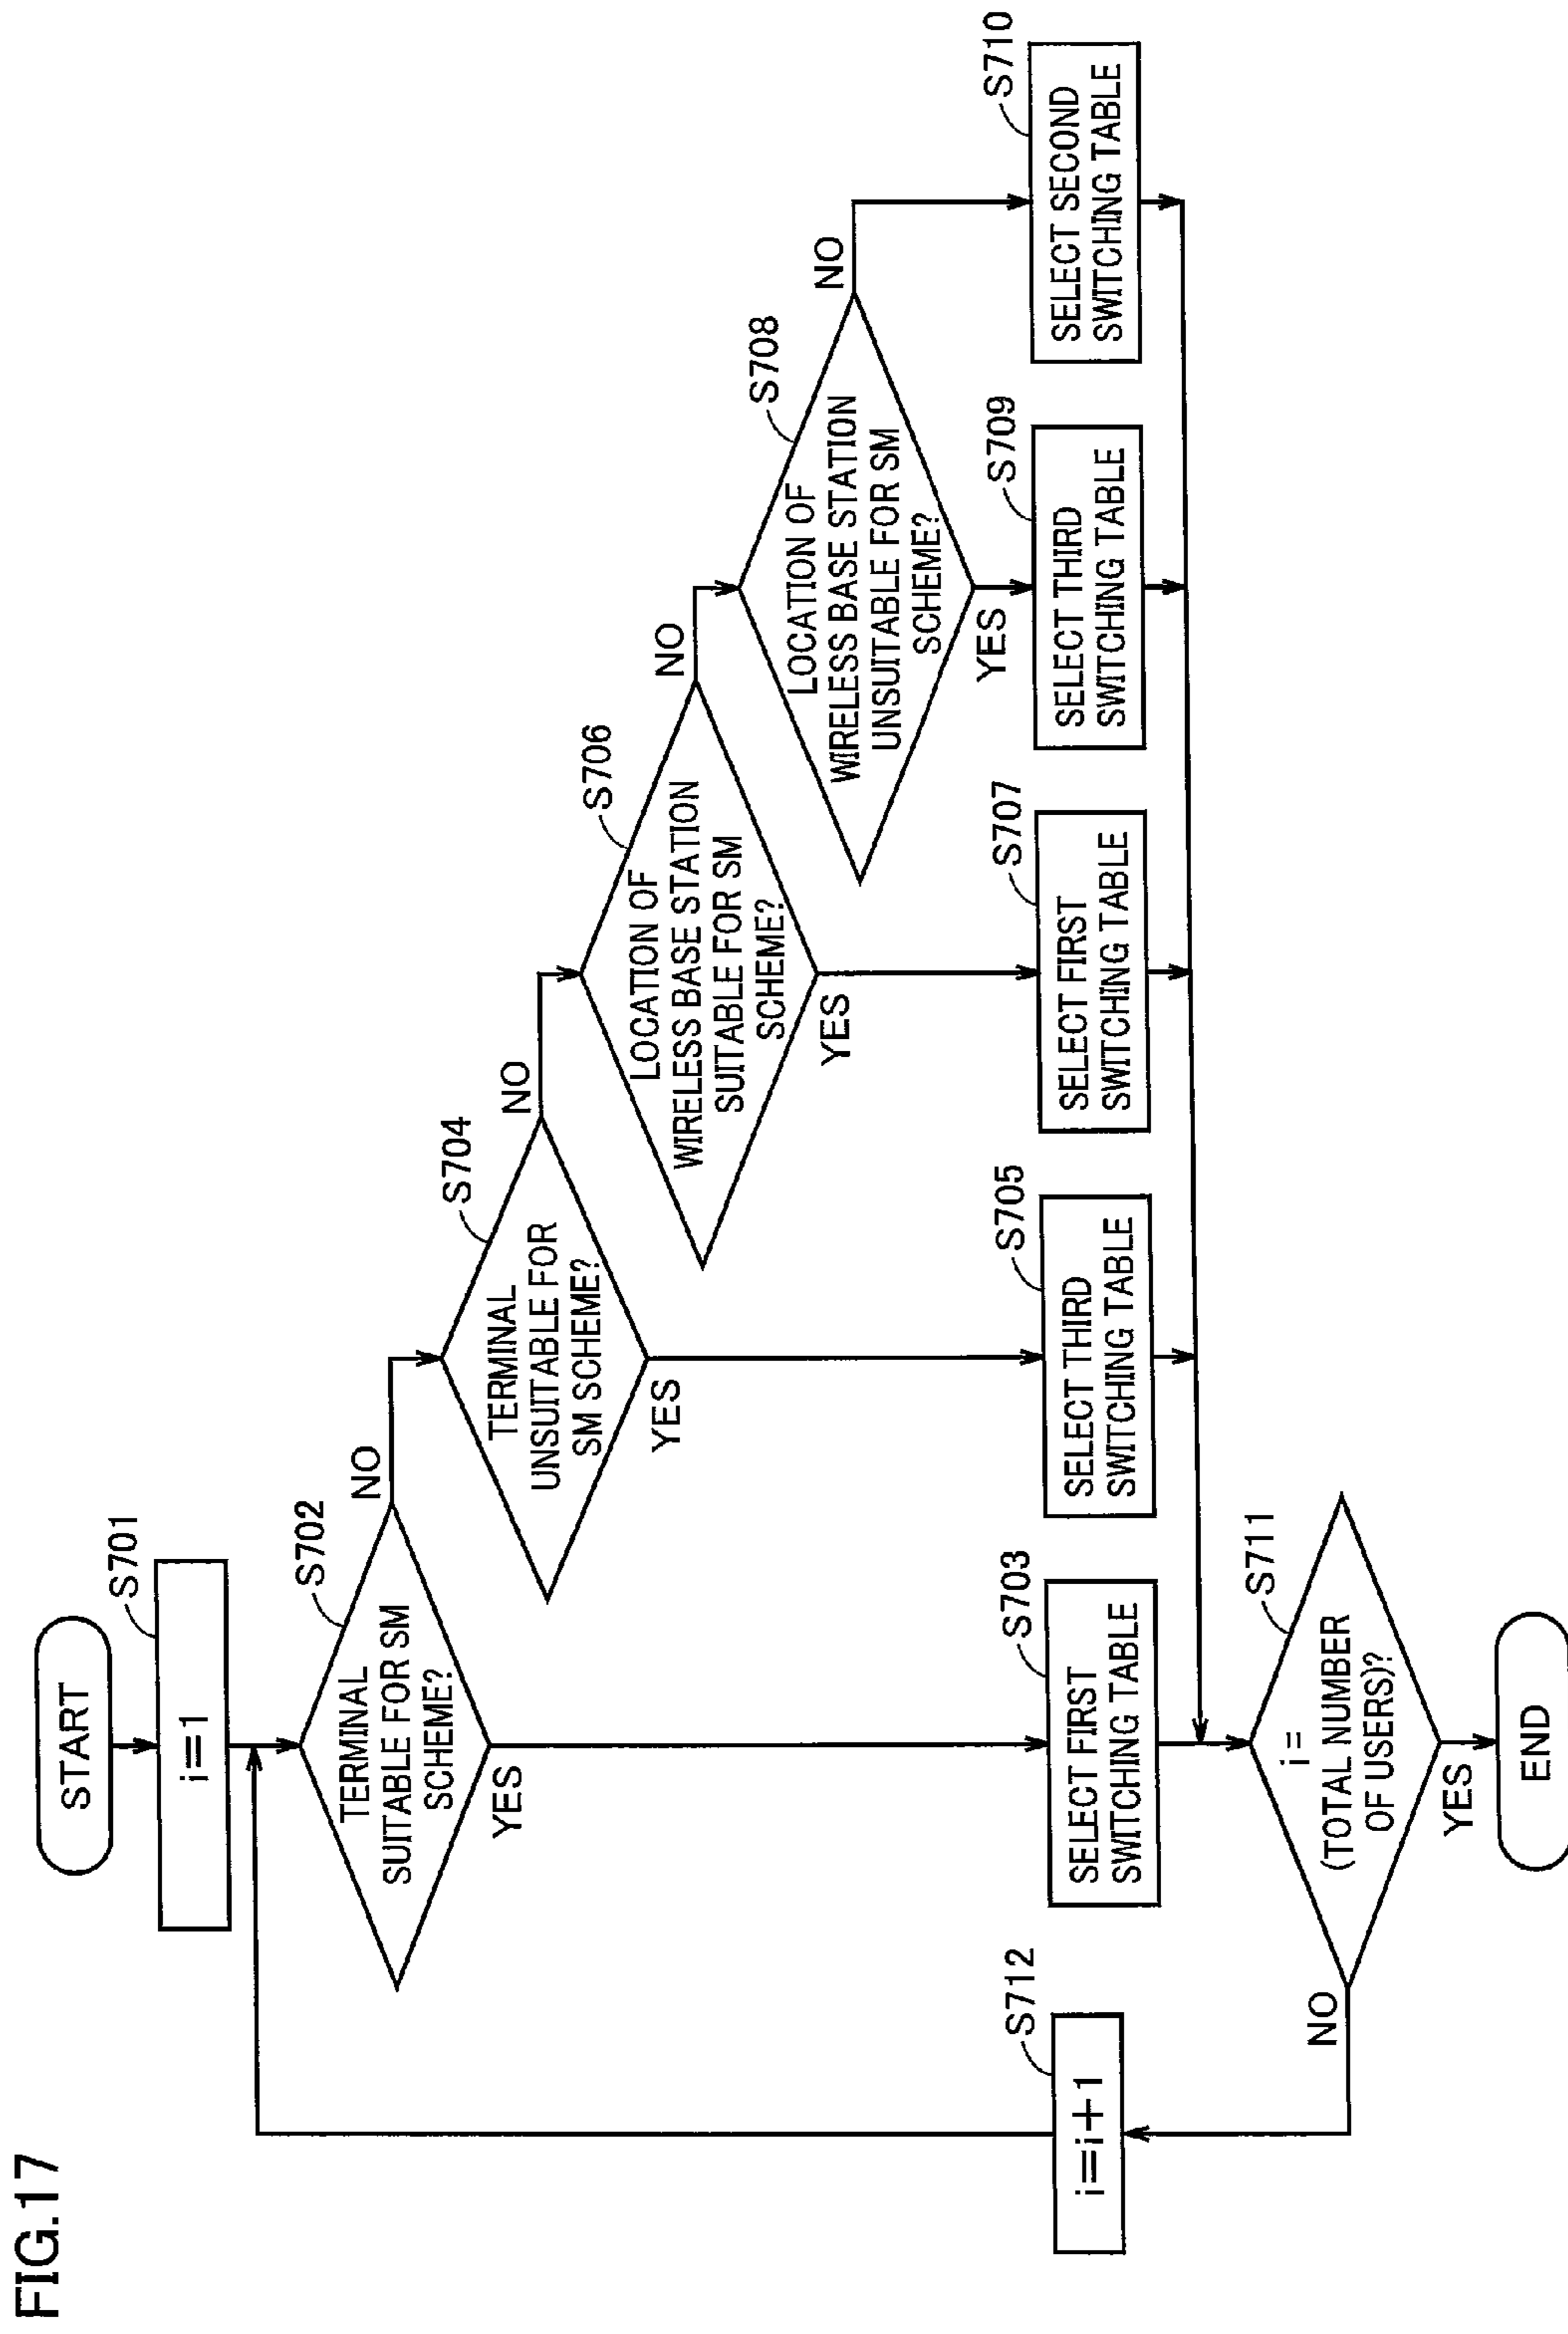 FIG.17
START
S701
i=1
S702
TERMINAL
SUITABLE FOR SM
SCHEME?
NO
YES
S704
TERMINAL
UNSUITABLE FOR
SM SCHEME?
NO
YES
S706
LOCATION OF
WIRELESS BASE STATION
SUITABLE FOR SM
SCHEME?
NO
YES
S708
LOCATION OF
WIRELESS BASE STATION
UNSUITABLE FOR SM
SCHEME?
NO
YES
S712
i=i+1
S703
SELECT FIRST
SWITCHING TABLE
S705
SELECT THIRD
SWITCHING TABLE
S707
SELECT FIRST
SWITCHING TABLE
S709
SELECT THIRD
SWITCHING TABLE
S710
SELECT SECOND
SWITCHING TABLE
S711
i=
(TOTAL NUMBER
OF USERS)?
NO
YES
END